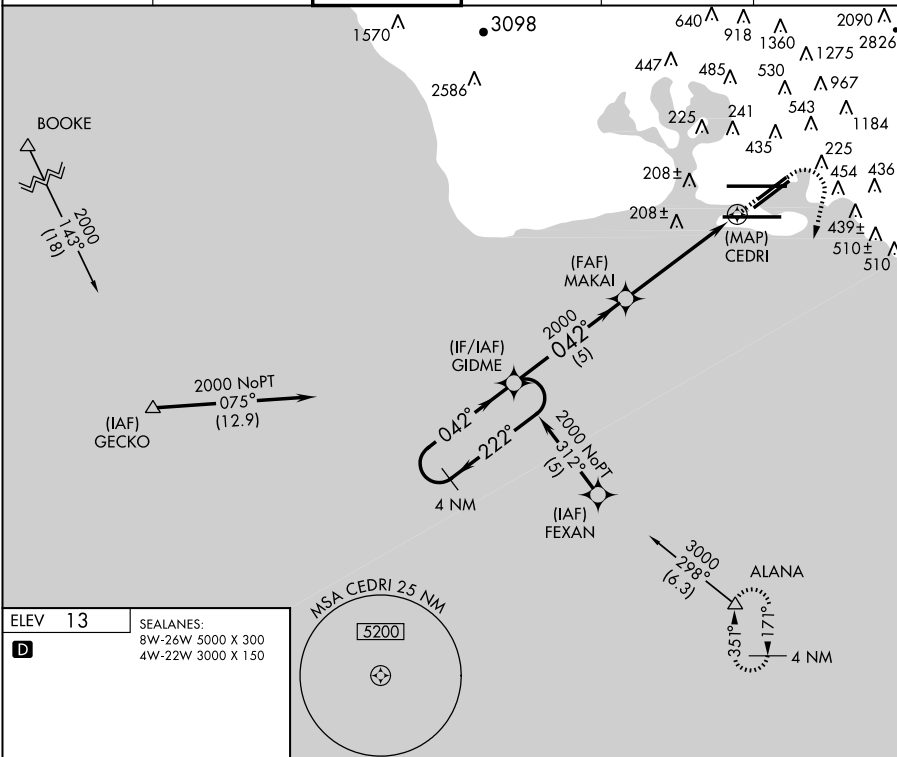 1570
3098
640
918
1360
2090
2826
1275
2586
447
485
530
967
225
241
435
543
1184
225
454
436
208±
208±
439±
510±
510
BOOKE
2000
143°
(18)
(MAP)
CEDRI
(FAF)
MAKAI
2000
042°
(5)
(IF/IAF)
GIDME
2000 NoPT
075°
(12.9)
(IAF)
GECKO
042°
222°
4 NM
2000 NoPT
312°
(5)
(IAF)
FEXAN
3000
298°
(6.3)
ALANA
351°
171°
4 NM
MSA CEDRI 25 NM
5200
ELEV 13
D
SEALANES:
8W-26W 5000 X 300
4W-22W 3000 X 150